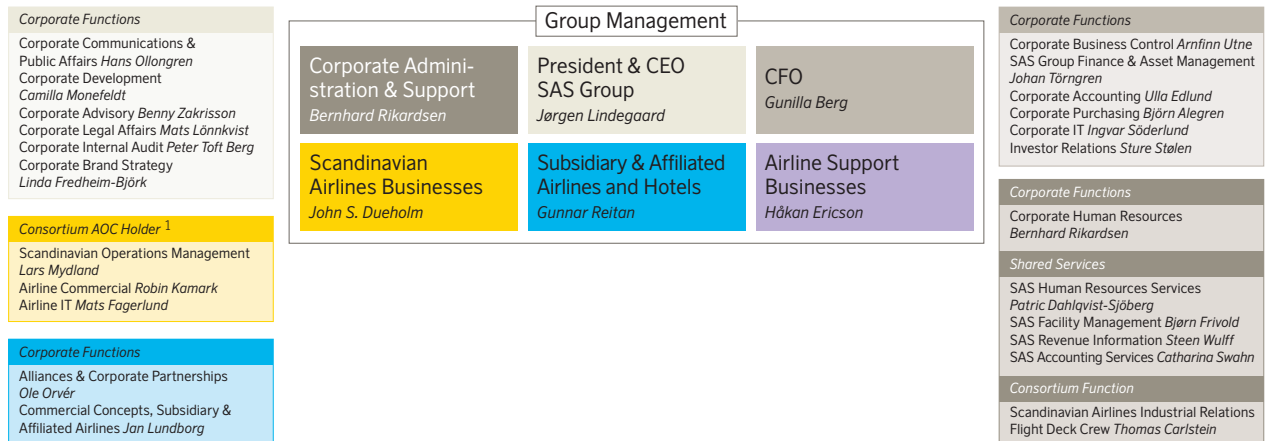 Corporate Functions
Corporate Communications &
Public Affairs Hans Ollongren
Corporate Development
Camilla Monefeldt
Corporate Advisory Benny Zakrisson
Corporate Legal Affairs Mats Lönnkvist
Corporate Internal Audit Peter Toft Berg
Corporate Brand Strategy
Linda Fredheim-Björk
Consortium AOC Holder 1
Scandinavian Operations Management
Lars Mydland
Airline Commercial Robin Kamark
Airline IT Mats Fagerlund
Corporate Functions
Alliances & Corporate Partnerships
Ole Orvér
Commercial Concepts, Subsidiary &
Affiliated Airlines Jan Lundborg
Group Management
Corporate Admini-
stration & Support
Bernhard Rikardsen
President & CEO
SAS Group
Jørgen Lindegaard
CFO
Gunilla Berg
Scandinavian
Airlines Businesses
John S. Dueholm
Subsidiary & Affiliated
Airlines and Hotels
Gunnar Reitan
Airline Support
Businesses
Håkan Ericson
Corporate Functions
Corporate Business Control Arnfinn Utne
SAS Group Finance & Asset Management
Johan Törngren
Corporate Accounting Ulla Edlund
Corporate Purchasing Björn Alegren
Corporate IT Ingvar Söderlund
Investor Relations Sture Stølen
Corporate Functions
Corporate Human Resources
Bernhard Rikardsen
Shared Services
SAS Human Resources Services
Patric Dahlqvist-Sjöberg
SAS Facility Management Bjørn Frivold
SAS Revenue Information Steen Wulff
SAS Accounting Services Catharina Swahn
Consortium Function
Scandinavian Airlines Industrial Relations
Flight Deck Crew Thomas Carlstein